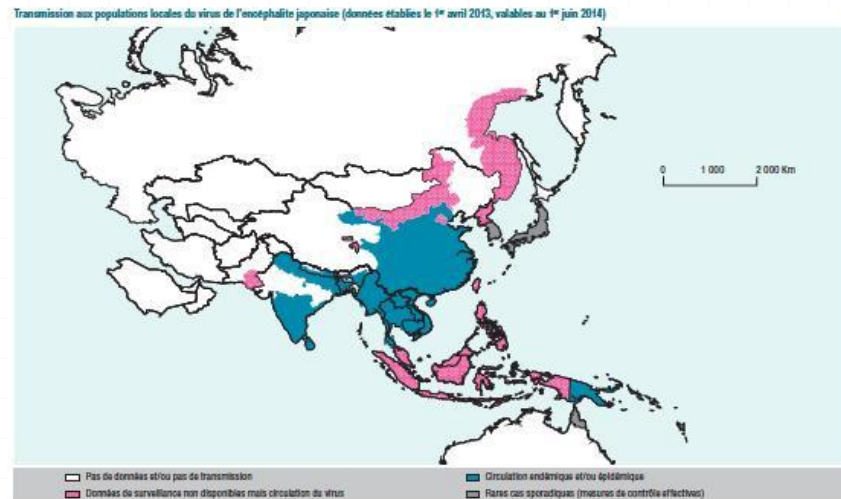 Transmission aux populations locales du virus de l'encéphalite japonaise (données établies le 1er avril 2013, valables au 1er juin 2014)
0 1 000 2 000 Km
Pas de données et/ou pas de transmission
Circulation endémique et/ou épidémique
Données de surveillance non disponibles mais circulation du virus
Rares cas sporadiques (mesures de contrôle effectives)